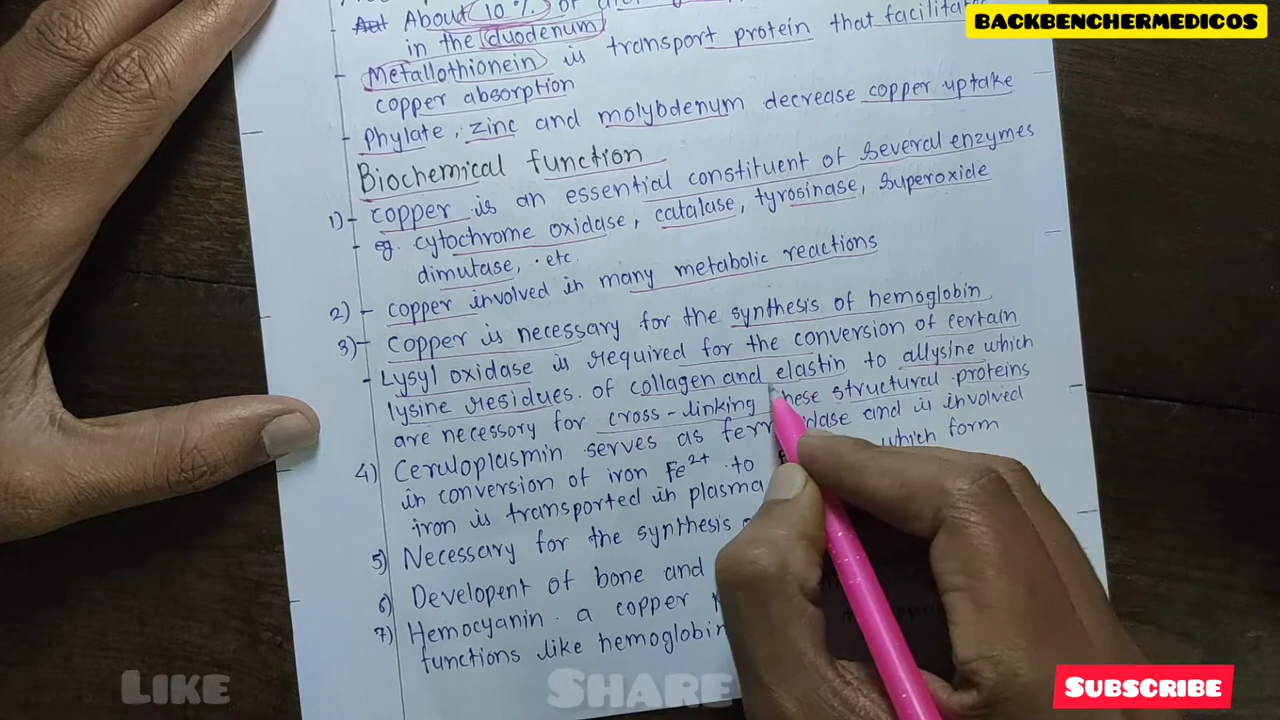 BACKBENCHERMEDICOS
About 10% of
in the duodenum
Metallothionein is transport protein that facilitate
copper absorption
Phylate, zinc and molybdenum decrease copper uptake
Biochemical function
1) - copper is an essential constituent of several enzymes
- eg. cytochrome oxidase, catalase, tyrosinase, superoxide
dimutase, etc
2) - copper involved in many metabolic reactions
3) - copper is necessary for the synthesis of hemoglobin
- Lysyl oxidase is required for the conversion of certain
lysine residues of collagen and elastin to allysine which
are necessory for cross-linking these structural proteins
4) Ceruloplasmin serves as ferr idase and is involved
in conversion of iron Fe2+ to which form
iron is transported in plasma
5) Necessary for the synthesis
6) Developent of bone and
7) Hemocyanin. a copper
functions like hemoglobin
LIKE
SHARE
SUBSCRIBE